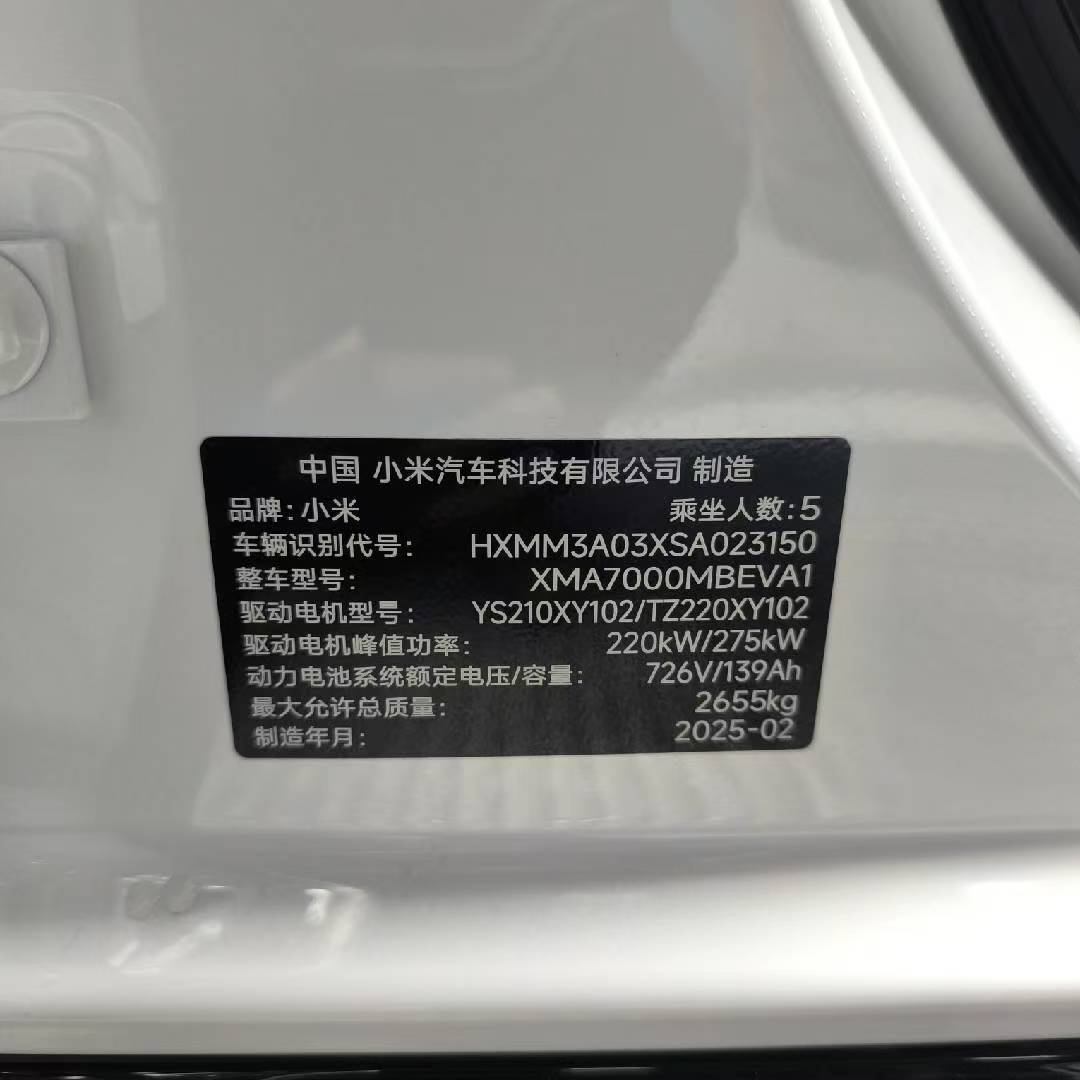 中国 小米汽车科技有限公司 制造
品牌: 小米 乘坐人数: 5
车辆识别代号: HXMM3A03XSA023150
整车型号: XMA7000MBEVA1
驱动电机型号: YS210XY102/TZ220XY102
驱动电机峰值功率: 220kW/275kW
动力电池系统额定电压/容量: 726V/139Ah
最大允许总质量: 2655kg
制造年月: 2025-02